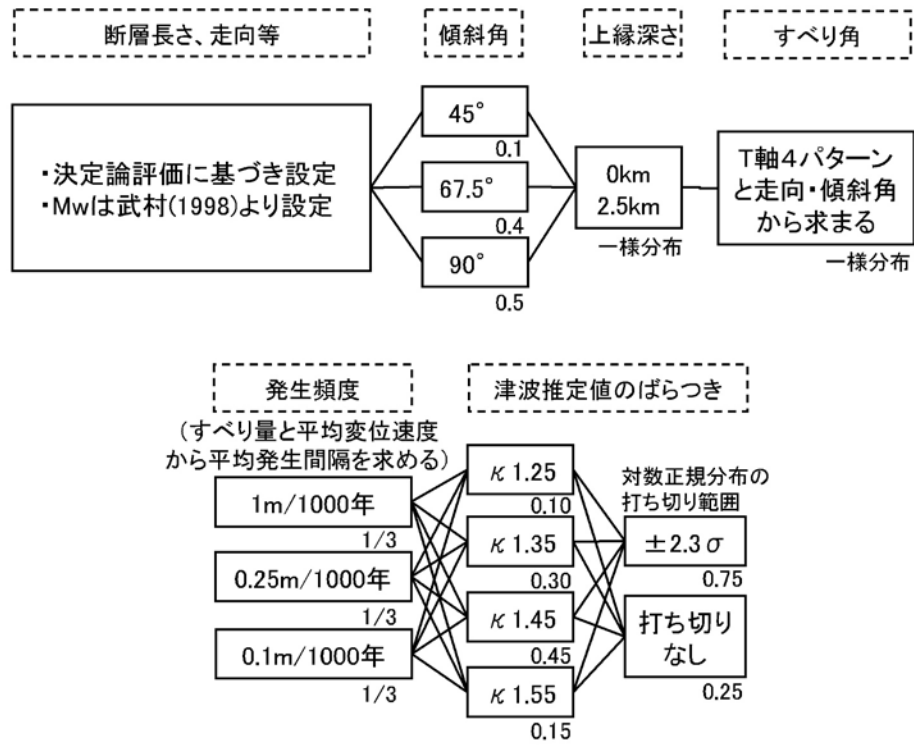 断層長さ、走向等
傾斜角
上縁深さ
すべり角
・決定論評価に基づき設定
・Mwは武村(1998)より設定
45°
0.1
67.5°
0.4
90°
0.5
0km
2.5km
一様分布
T軸4パターン
と走向・傾斜角
から求まる
一様分布
発生頻度
(すべり量と平均変位速度
から平均発生間隔を求める)
1m/1000年
1/3
0.25m/1000年
1/3
0.1m/1000年
1/3
津波推定値のばらつき
κ 1.25
0.10
κ 1.35
0.30
κ 1.45
0.45
κ 1.55
0.15
対数正規分布の
打ち切り範囲
±2.3σ
0.75
打ち切り
なし
0.25